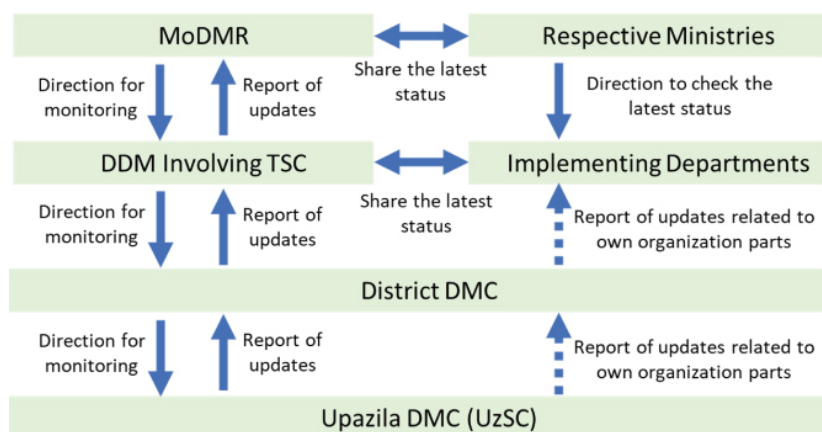 MoDMR
Respective Ministries
Share the latest
status
Direction for
monitoring
Report of
updates
Direction to check the
latest status
DDM Involving TSC
Implementing Departments
Share the latest
status
Direction for
monitoring
Report of
updates
Report of updates related to
own organization parts
District DMC
Direction for
monitoring
Report of
updates
Report of updates related to
own organization parts
Upazila DMC (UzSC)